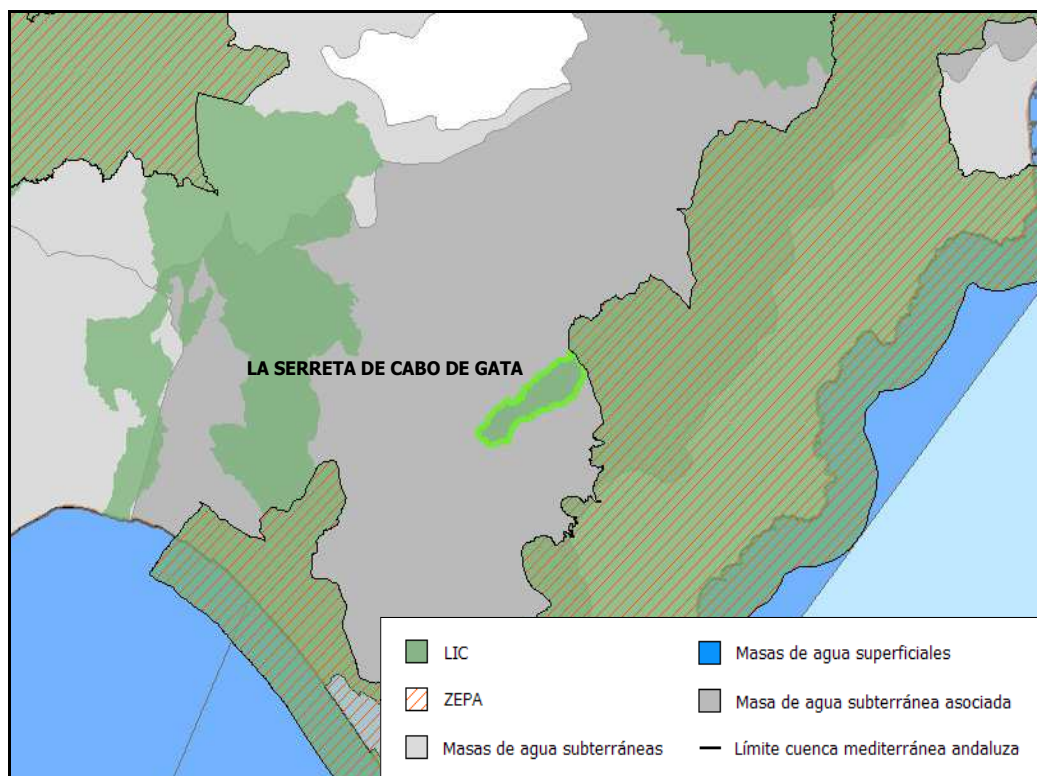 LA SERRETA DE CABO DE GATA
LIC
ZEPA
Masas de agua subterráneas
Masas de agua superficiales
Masa de agua subterránea asociada
Límite cuenca mediterránea andaluza